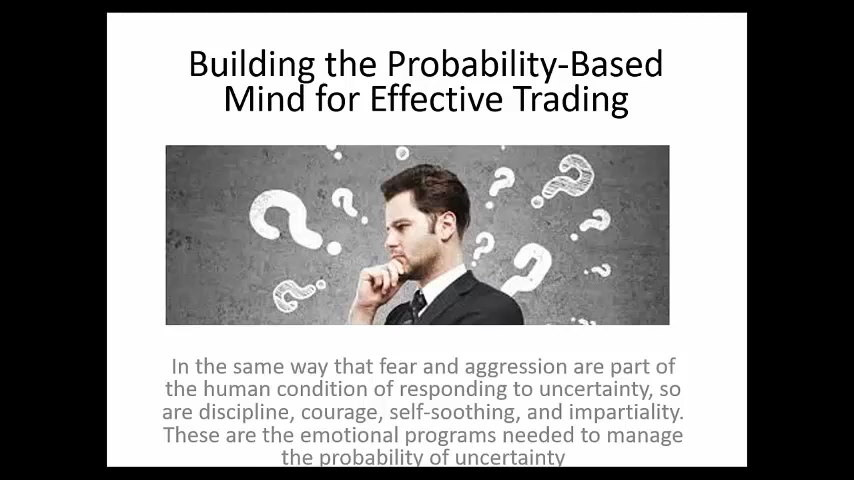 Building the Probability-Based
Mind for Effective Trading
In the same way that fear and aggression are part of
the human condition of responding to uncertainty, so
are discipline, courage, self-soothing, and impartiality.
These are the emotional programs needed to manage
the probability of uncertainty